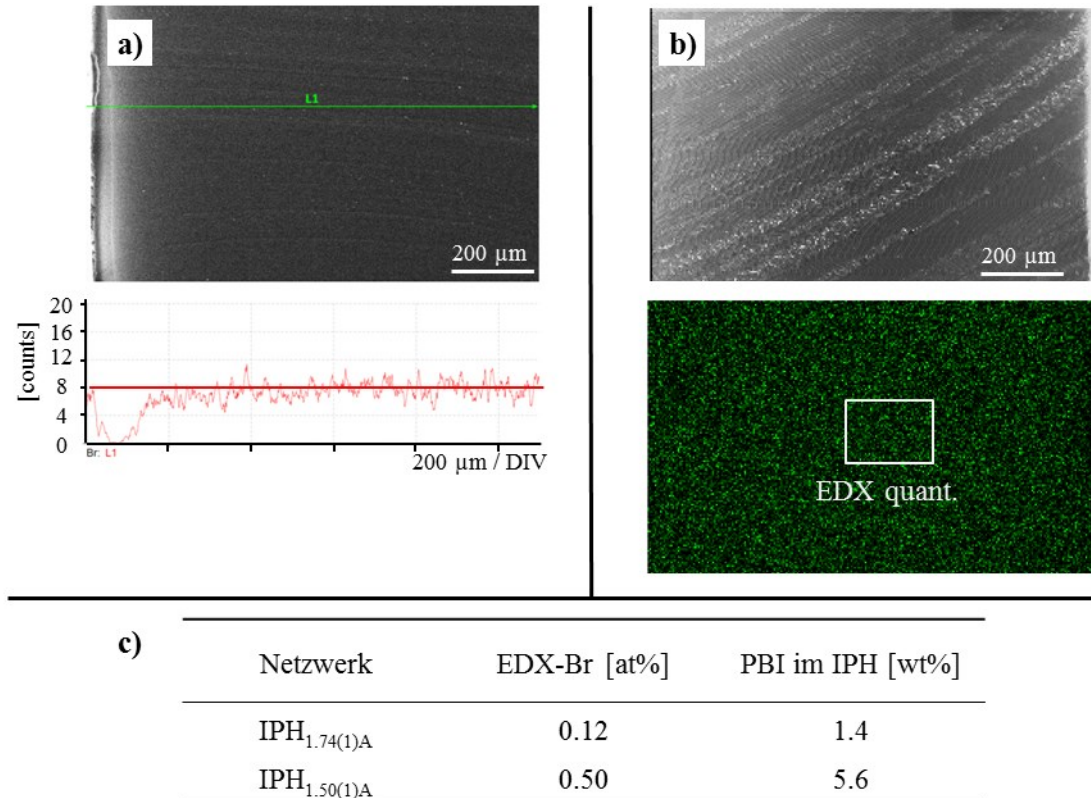 a)
L1
200 µm
[counts]
20
16
12
8
4
0
Br: L1
200 µm / DIV
b)
200 µm
EDX quant.
c)
Netzwerk EDX-Br [at%] PBI im IPH [wt%]
IPH1.74(1)A 0.12 1.4
IPH1.50(1)A 0.50 5.6